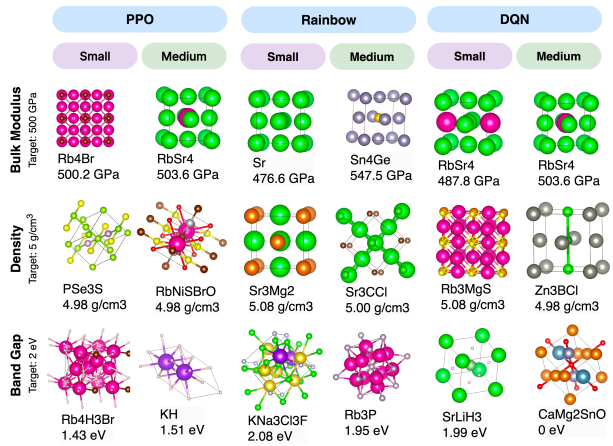 PPO
Rainbow
DQN
Small
Medium
Small
Medium
Small
Medium
Bulk Modulus
Target: 500 GPa
Rb4Br
500.2 GPa
RbSr4
503.6 GPa
Sr
476.6 GPa
Sn4Ge
547.5 GPa
RbSr4
487.8 GPa
RbSr4
503.6 GPa
Density
Target: 5 g/cm3
PSe3S
4.98 g/cm3
RbNiSBrO
4.98 g/cm3
Sr3Mg2
5.08 g/cm3
Sr3CCl
5.00 g/cm3
Rb3MgS
5.08 g/cm3
Zn3BCl
4.98 g/cm3
Band Gap
Target: 2 eV
Rb4H3Br
1.43 eV
KH
1.51 eV
KNa3Cl3F
2.08 eV
Rb3P
1.95 eV
SrLiH3
1.99 eV
CaMg2SnO
0 eV